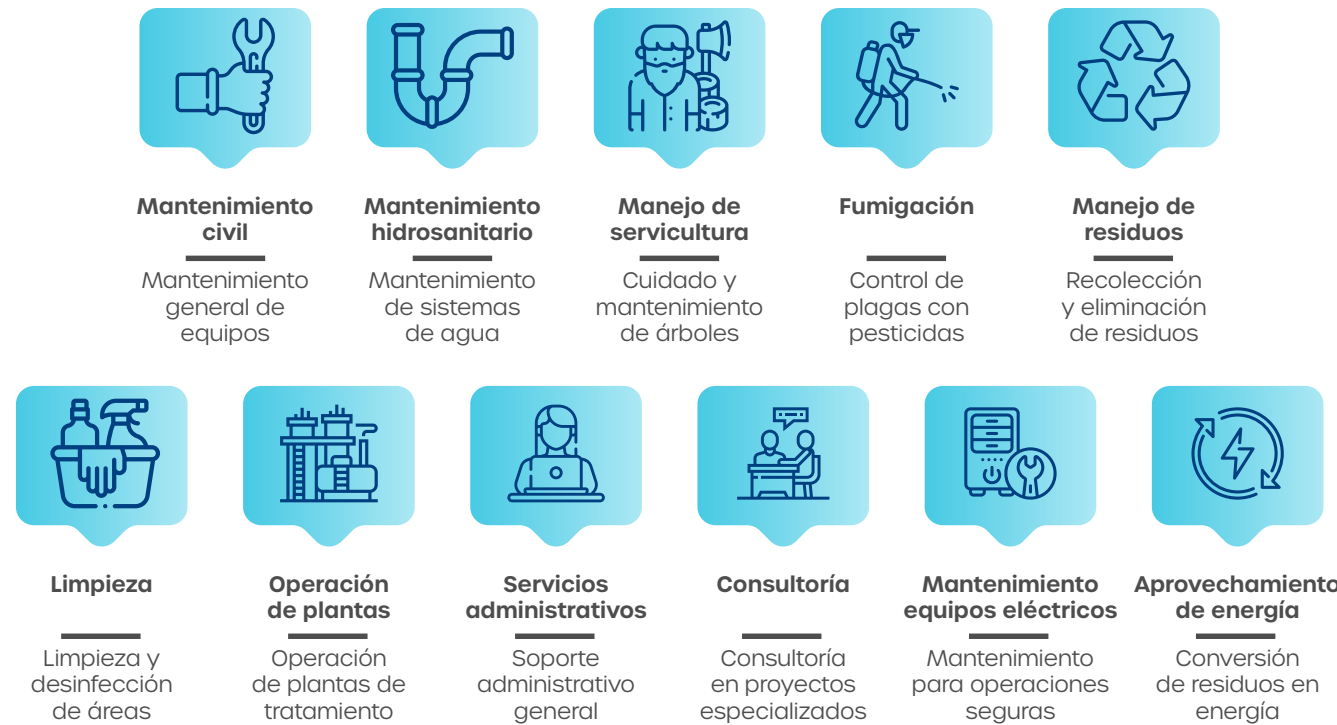 Mantenimiento
civil
Mantenimiento
general de
equipos
Mantenimiento
hidrosanitario
Mantenimiento
de sistemas
de agua
Manejo de
servicultura
Cuidado y
mantenimiento
de árboles
Fumigación
Control de
plagas con
pesticidas
Manejo de
residuos
Recolección
y eliminación
de residuos
Limpieza
Limpieza y
desinfección
de áreas
Operación
de plantas
Operación
de plantas de
tratamiento
Servicios
administrativos
Soporte
administrativo
general
Consultoría
Consultoría
en proyectos
especializados
Mantenimiento
equipos eléctricos
Mantenimiento
para operaciones
seguras
Aprovechamiento
de energía
Conversión
de residuos en
energía